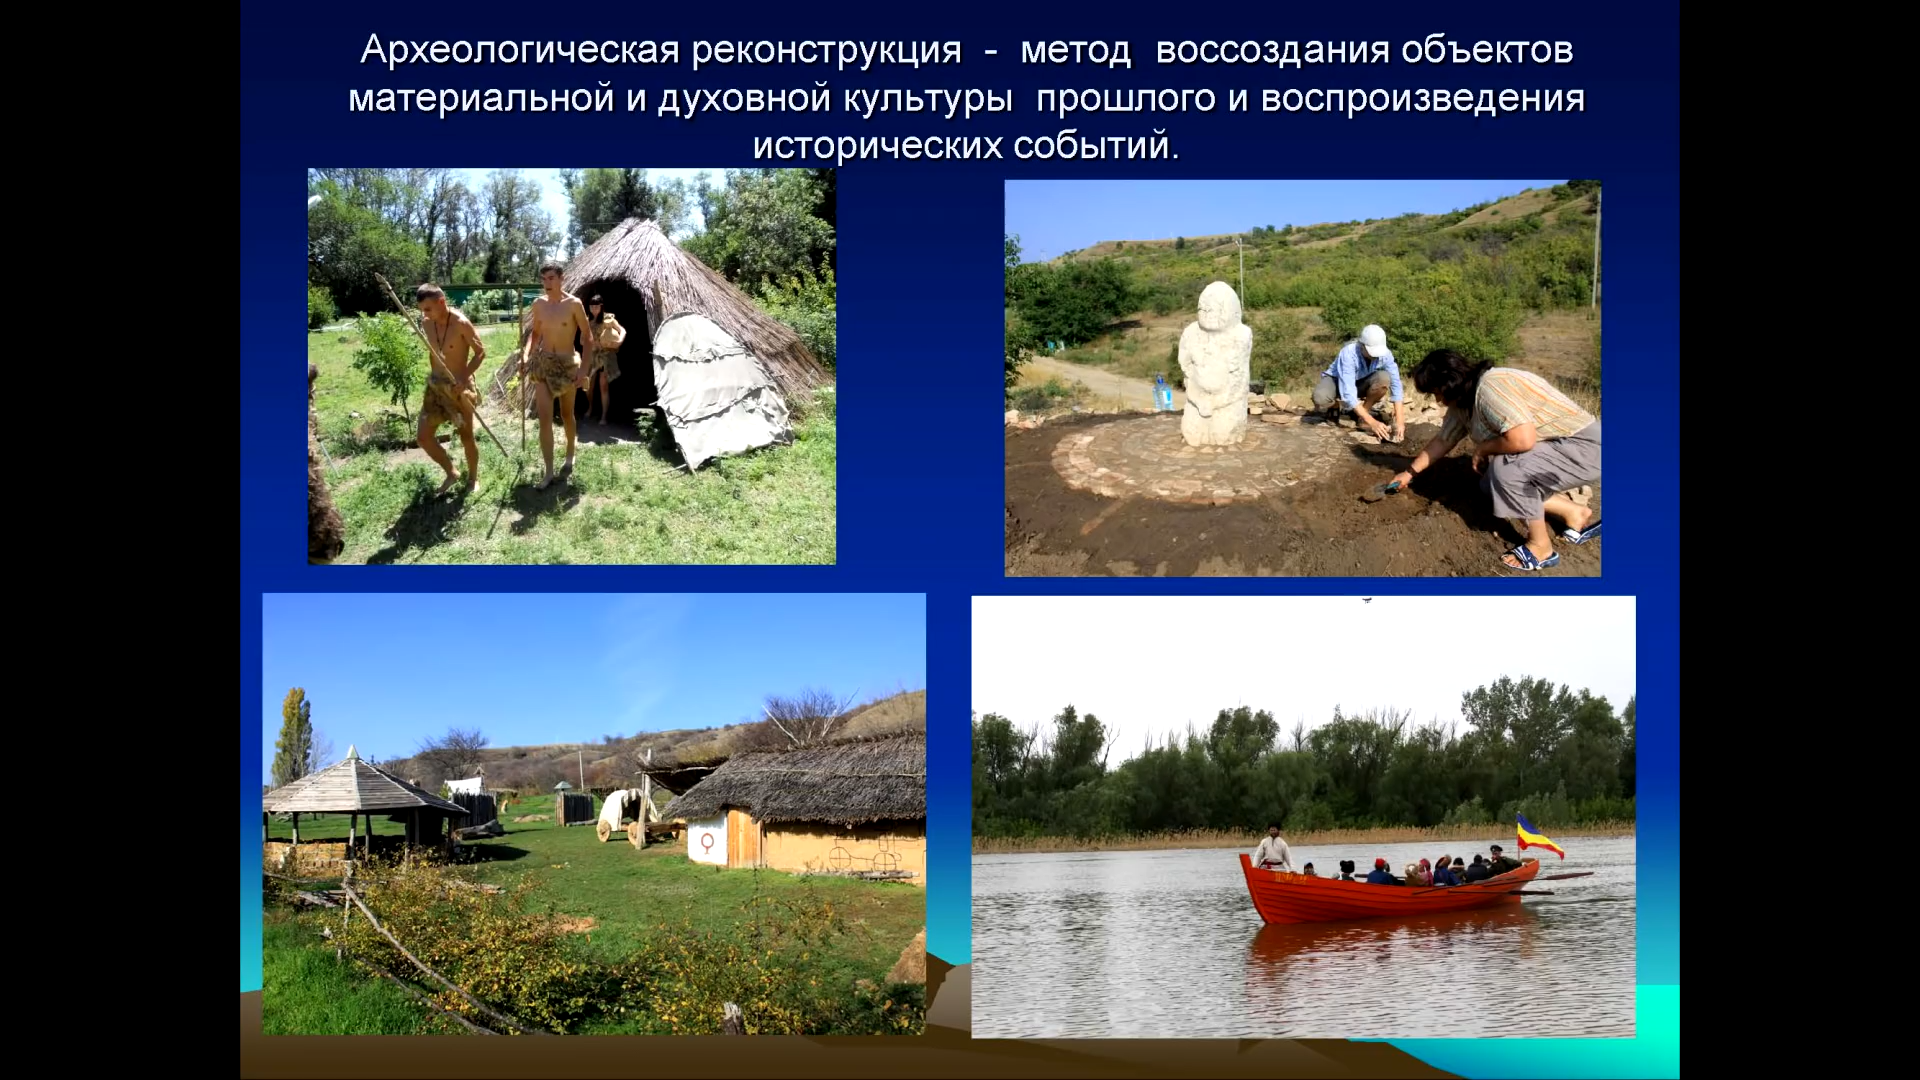 Археологическая реконструкция - метод воссоздания объектов
материальной и духовной культуры прошлого и воспроизведения
исторических событий.